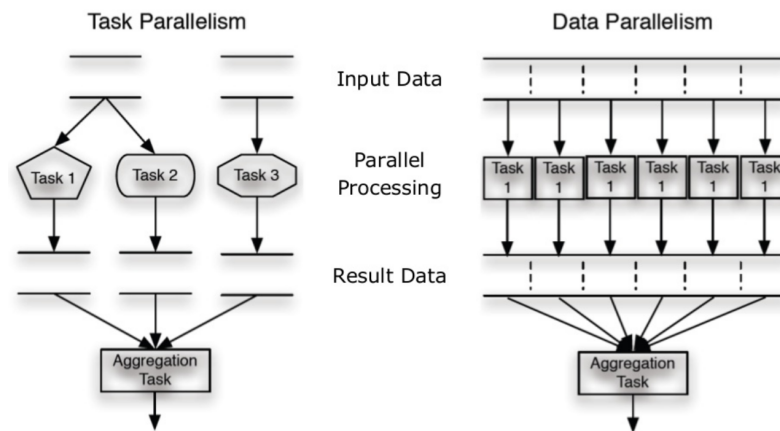 Task Parallelism
Data Parallelism
Input Data
Parallel
Processing
Task 1
Task 2
Task 3
Task
1
Task
1
Task
1
Task
1
Task
1
Task
1
Result Data
Aggregation
Task
Aggregation
Task